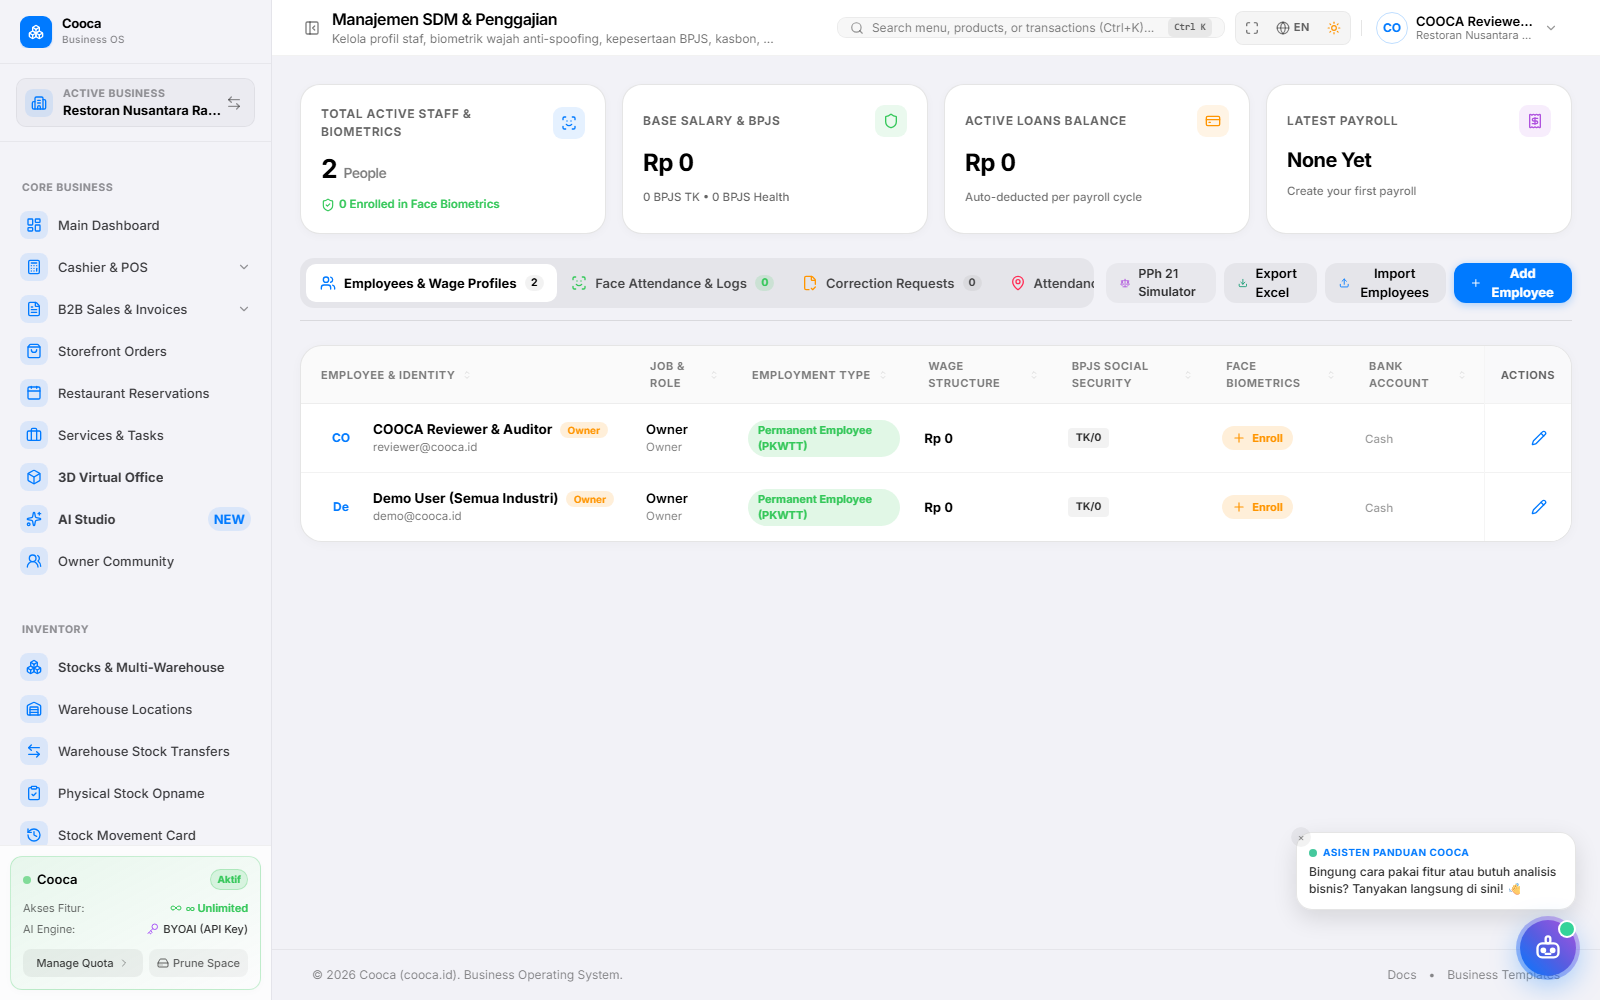 Cooca
Business OS
ACTIVE BUSINESS
Restoran Nusantara Ra...
CORE BUSINESS
Main Dashboard
Cashier & POS
B2B Sales & Invoices
Storefront Orders
Restaurant Reservations
Services & Tasks
3D Virtual Office
AI Studio NEW
Owner Community
INVENTORY
Stocks & Multi-Warehouse
Warehouse Locations
Warehouse Stock Transfers
Physical Stock Opname
Stock Movement Card
Cooca Aktif
Akses Fitur: ∞ Unlimited
AI Engine: BYOAI (API Key)
Manage Quota Prune Space
Manajemen SDM & Penggajian
Kelola profil staf, biometrik wajah anti-spoofing, kepesertaan BPJS, kasbon, ...
Search menu, products, or transactions (Ctrl+K)... Ctrl K
EN
CO
COOCA Reviewe...
Restoran Nusantara ...
TOTAL ACTIVE STAFF &
BIOMETRICS
2 People
0 Enrolled in Face Biometrics
BASE SALARY & BPJS
Rp 0
0 BPJS TK • 0 BPJS Health
ACTIVE LOANS BALANCE
Rp 0
Auto-deducted per payroll cycle
LATEST PAYROLL
None Yet
Create your first payroll
Employees & Wage Profiles 2
Face Attendance & Logs 0
Correction Requests 0
Attendanc
PPh 21
Simulator
Export
Excel
Import
Employees
Add
Employee
EMPLOYEE & IDENTITY
JOB &
ROLE
EMPLOYMENT TYPE
WAGE
STRUCTURE
BPJS SOCIAL
SECURITY
FACE
BIOMETRICS
BANK
ACCOUNT
ACTIONS
CO
COOCA Reviewer & Auditor Owner
reviewer@cooca.id
Owner
Owner
Permanent Employee
(PKWTT)
Rp 0
TK/0
Enroll
Cash
De
Demo User (Semua Industri) Owner
demo@cooca.id
Owner
Owner
Permanent Employee
(PKWTT)
Rp 0
TK/0
Enroll
Cash
ASISTEN PANDUAN COOCA
Bingung cara pakai fitur atau butuh analisis
bisnis? Tanyakan langsung di sini!
© 2026 Cooca (cooca.id). Business Operating System.
Docs • Business Templates